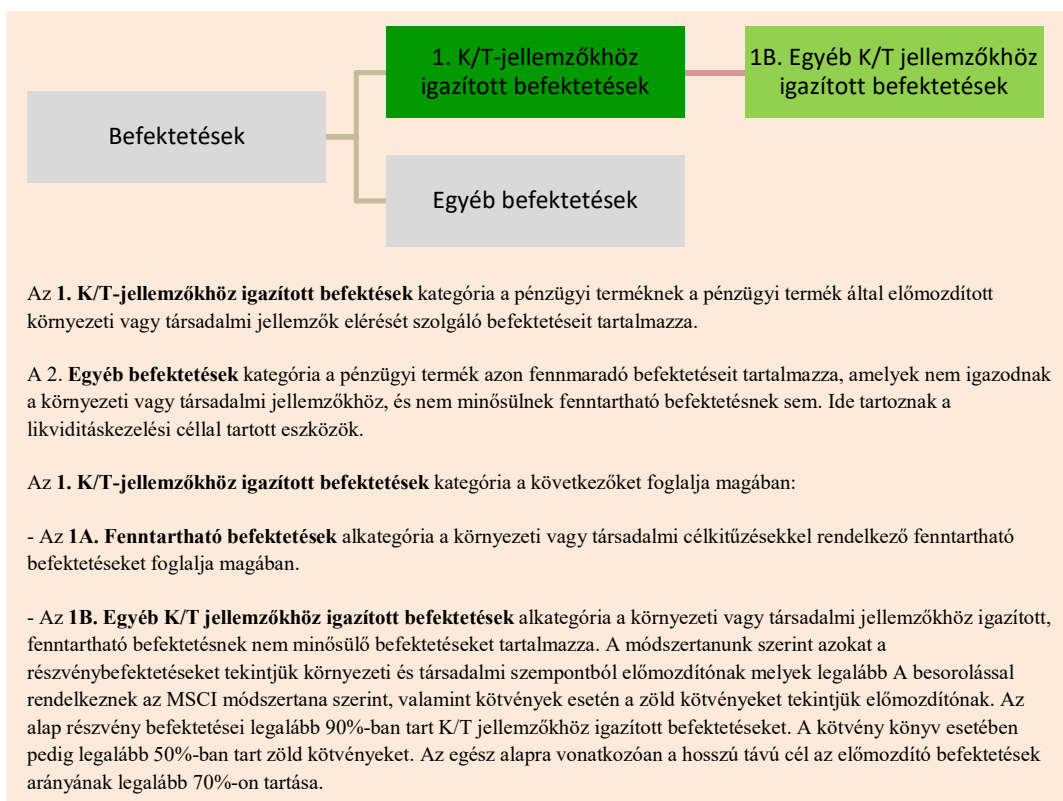 1. K/T-jellemzőkhöz
igazított befektetések
1B. Egyéb K/T jellemzőkhöz
igazított befektetések
Befektetések
Egyéb befektetések
Az 1. K/T-jellemzőkhöz igazított befektések kategória a pénzügyi terméknek a pénzügyi termék által előmozdított
környezeti vagy társadalmi jellemzők elérését szolgáló befektetéseit tartalmazza.
A 2. Egyéb befektetések kategória a pénzügyi termék azon fennmaradó befektetéseit tartalmazza, amelyek nem igazodnak
a környezeti vagy társadalmi jellemzőkhöz, és nem minősülnek fenntartható befektetésnek sem. Ide tartoznak a
likviditáskezelési céllal tartott eszközök.
Az 1. K/T-jellemzőkhöz igazított befektetések kategória a következőket foglalja magában:
- Az 1A. Fenntartható befektetések alkategória a környezeti vagy társadalmi célkitűzésekkel rendelkező fenntartható
befektetéseket foglalja magában.
- Az 1B. Egyéb K/T jellemzőkhöz igazított befektetések alkategória a környezeti vagy társadalmi jellemzőkhöz igazított,
fenntartható befektetésnek nem minősülő befektetéseket tartalmazza. A módszertanunk szerint azokat a
részvénybefektetéseket tekintjük környezeti és társadalmi szempontból előmozdítónak melyek legalább A besorolással
rendelkeznek az MSCI módszertana szerint, valamint kötvények esetén a zöld kötvényeket tekintjük előmozdítónak. Az
alap részvény befektetései legalább 90%-ban tart K/T jellemzőkhöz igazított befektetéseket. A kötvény könyv esetében
pedig legalább 50%-ban tart zöld kötvényeket. Az egész alapra vonatkozóan a hosszú távú cél az előmozdító befektetések
arányának legalább 70%-on tartása.